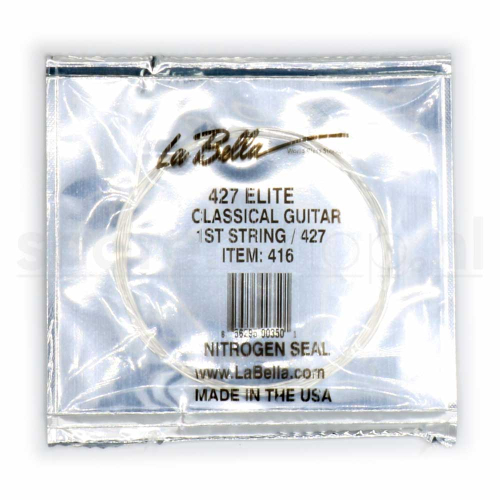 La Bella
427 ELITE
CLASSICAL GUITAR
1ST STRING / 427
ITEM: 416
NITROGEN SEAL
www.LaBella.com
MADE IN THE USA